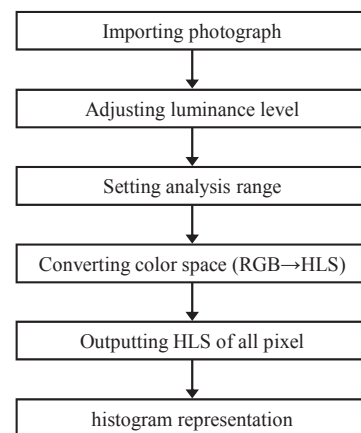 Importing photograph
Adjusting luminance level
Setting analysis range
Converting color space (RGB→HLS)
Outputting HLS of all pixel
histogram representation